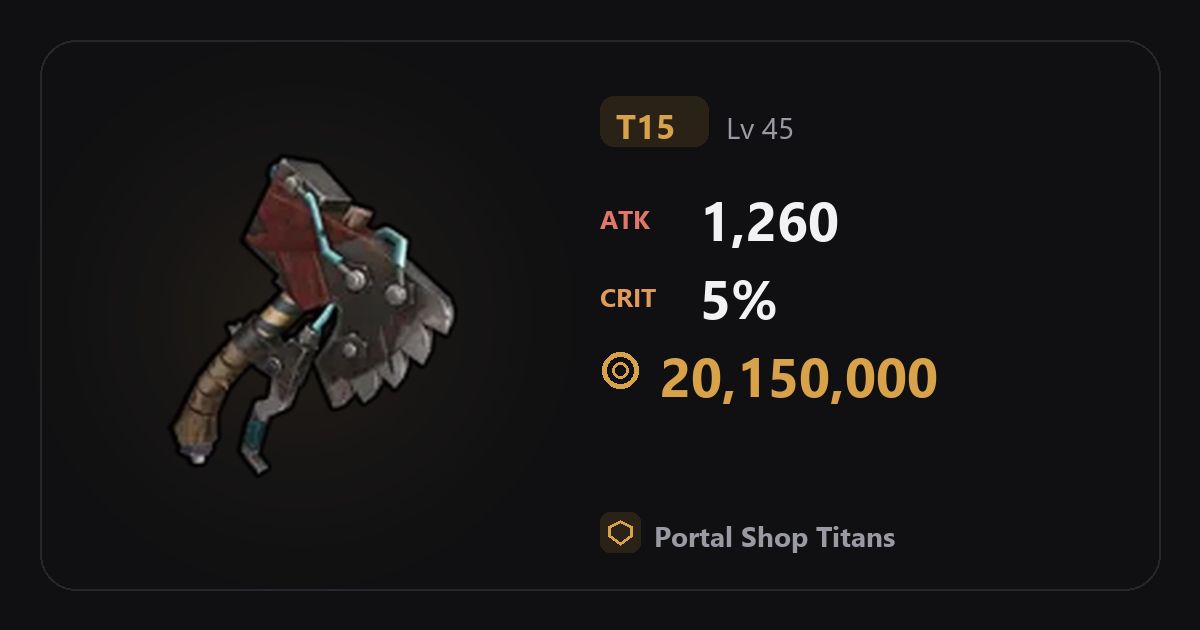 T15 Lv 45
ATK 1,260
CRIT 5%
20,150,000
Portal Shop Titans